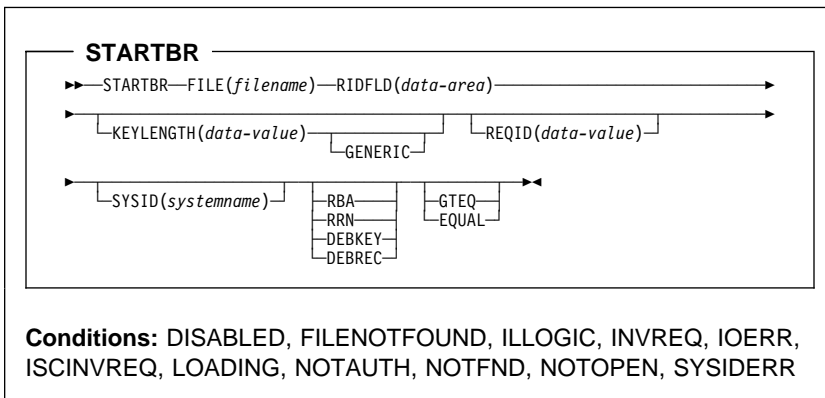 STARTBR
STARTBR FILE(filename) RIDFLD(data-area)
KEYLENGTH(data-value) REQID(data-value)
GENERIC
SYSID(systemname) RBA GTEQ
RRN EQUAL
DEBKEY
DEBREC
Conditions: DISABLED, FILENOTFOUND, ILLOGIC, INVREQ, IOERR,
ISCINVREQ, LOADING, NOTAUTH, NOTFND, NOTOPEN, SYSIDERR